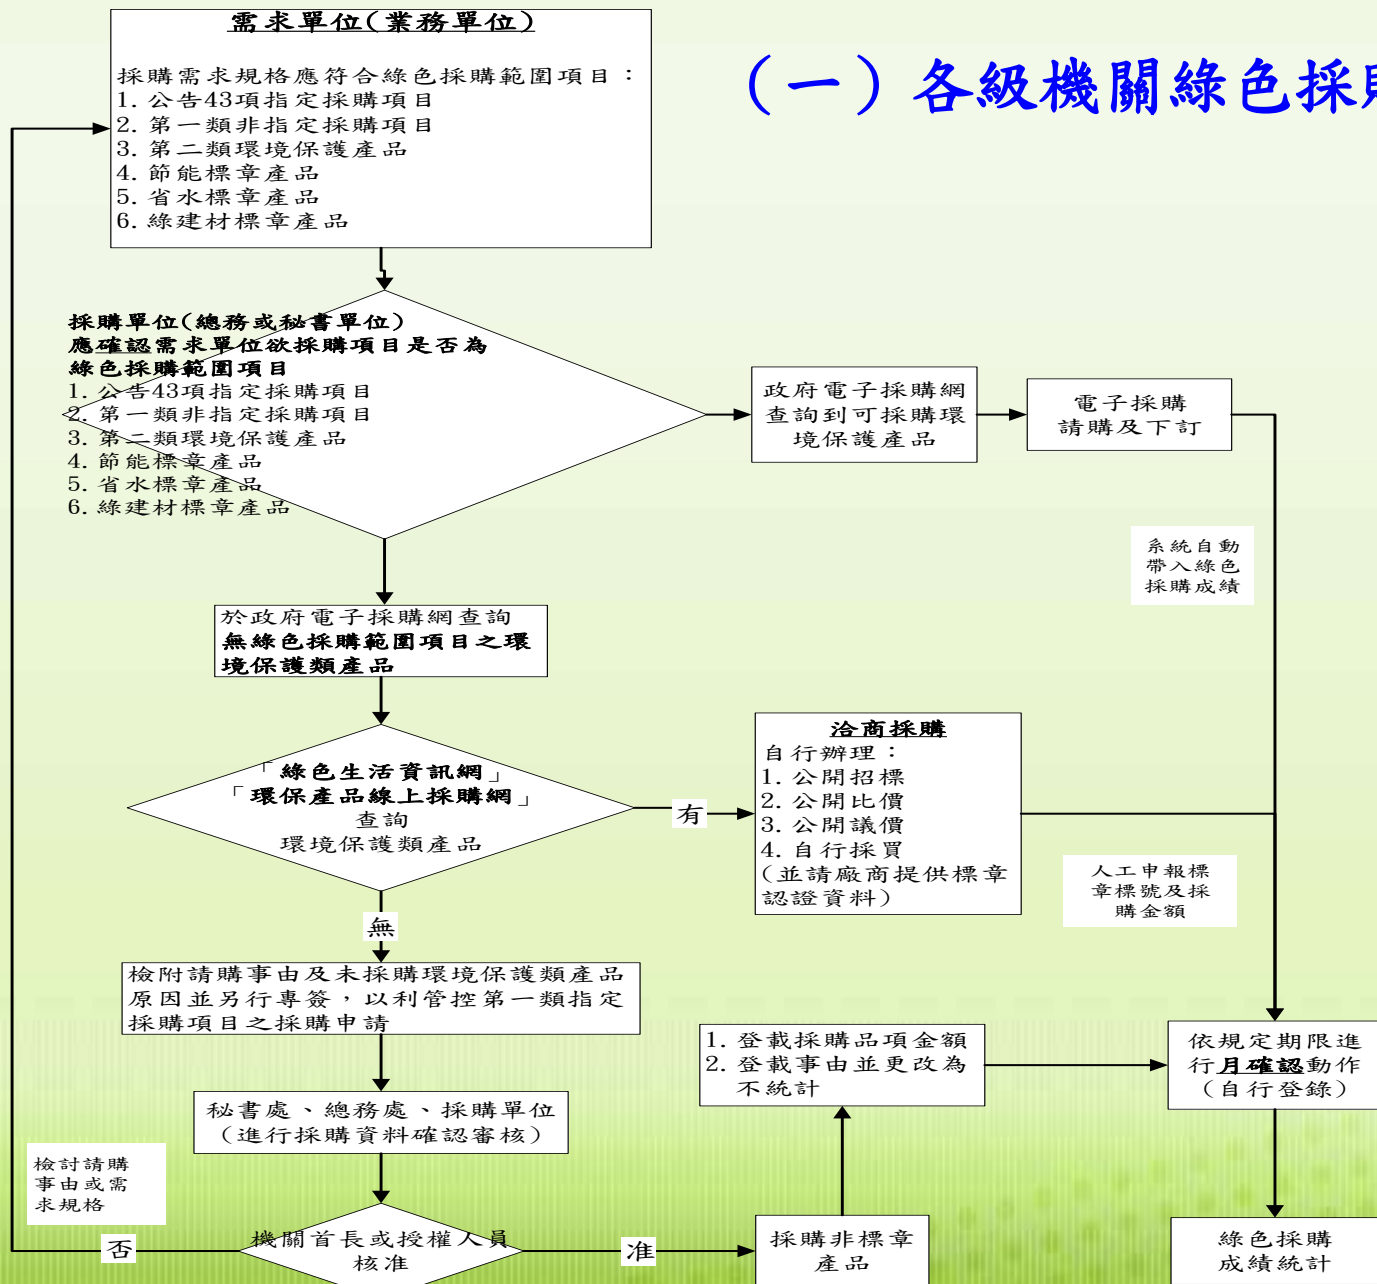 (一)各級機關綠色採
需求單位(業務單位)
採購需求規格應符合綠色採購範圍項目：
1. 公告43項指定採購項目
2. 第一類非指定採購項目
3. 第二類環境保護產品
4. 節能標章產品
5. 省水標章產品
6. 綠建材標章產品
採購單位(總務或秘書單位)
應確認需求單位欲採購項目是否為
綠色採購範圍項目
1. 公告43項指定採購項目
2. 第一類非指定採購項目
3. 第二類環境保護產品
4. 節能標章產品
5. 省水標章產品
6. 綠建材標章產品
政府電子採購網
查詢到可採購環
境保護產品
電子採購
請購及下訂
系統自動
帶入綠色
採購成績
於政府電子採購網查詢
無綠色採購範圍項目之環
境保護類產品
「綠色生活資訊網」
「環保產品線上採購網」
查詢
環境保護類產品
有
洽商採購
自行辦理：
1. 公開招標
2. 公開比價
3. 公開議價
4. 自行採買
(並請廠商提供標章
認證資料)
人工申報標
章標號及採
購金額
無
檢附請購事由及未採購環境保護類產品
原因並另行專簽，以利管控第一類指定
採購項目之採購申請
秘書處、總務處、採購單位
(進行採購資料確認審核)
1. 登載採購品項金額
2. 登載事由並更改為
不統計
依規定期限進
行月確認動作
(自行登錄)
檢討請購
事由或需
求規格
否
機關首長或授權人員
核准
准
採購非標章
產品
綠色採購
成績統計